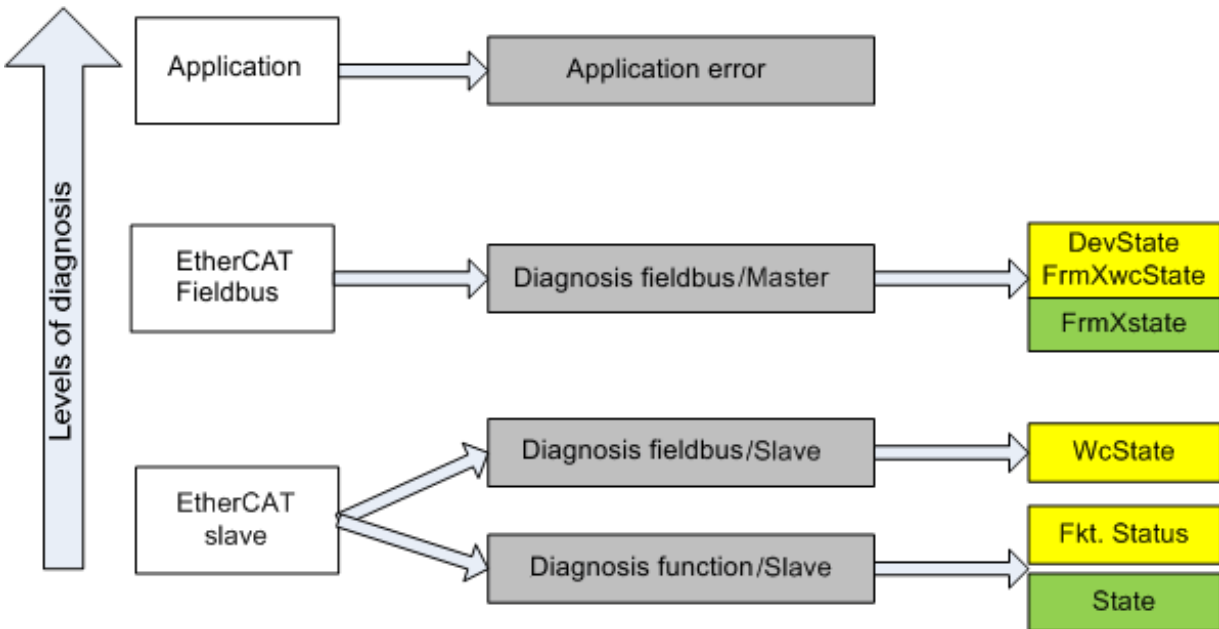 Levels of diagnosis
Application
Application error
EtherCAT
Fieldbus
Diagnosis fieldbus/Master
DevState
FrmXwcState
FrmXstate
EtherCAT
slave
Diagnosis fieldbus/Slave
WcState
Diagnosis function/Slave
Fkt. Status
State